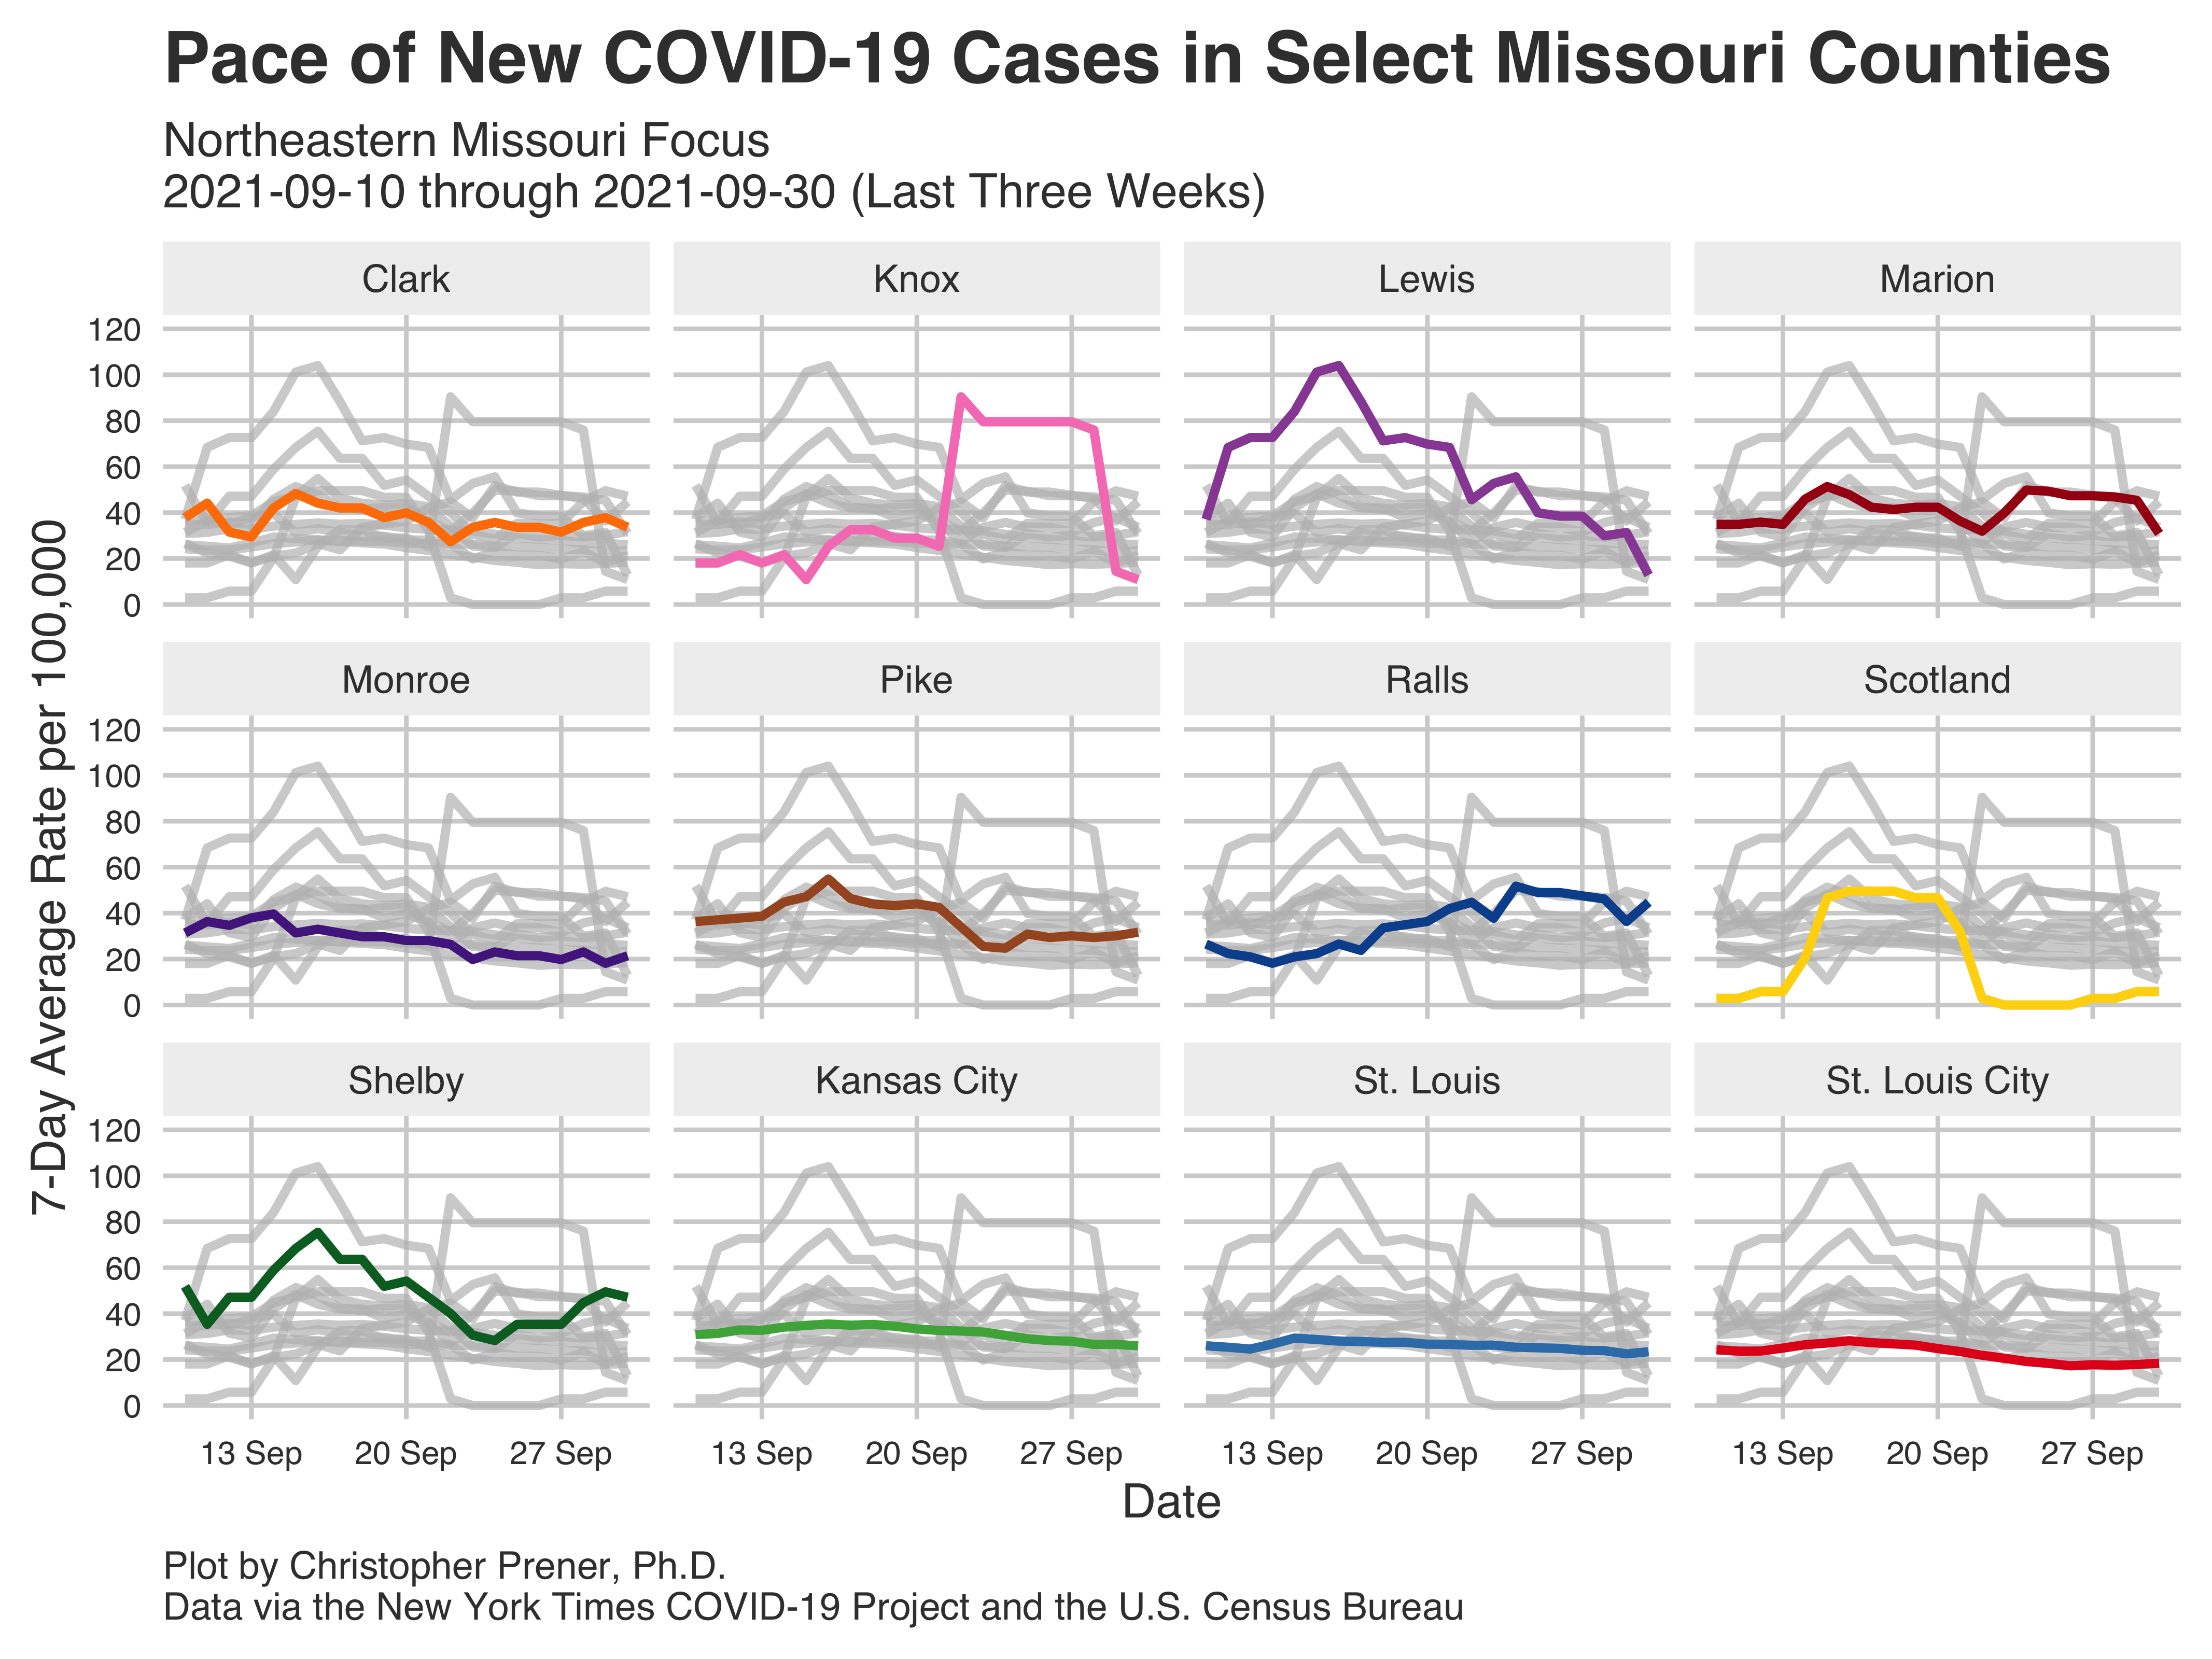 Pace of New COVID-19 Cases in Select Missouri Counties
Northeastern Missouri Focus
2021-09-10 through 2021-09-30 (Last Three Weeks)
7-Day Average Rate per 100,000
Clark
Knox
Lewis
Marion
120
100
80
60
40
20
0
Monroe
Pike
Ralls
Scotland
120
100
80
60
40
20
0
Shelby
Kansas City
St. Louis
St. Louis City
120
100
80
60
40
20
0
13 Sep 20 Sep 27 Sep
13 Sep 20 Sep 27 Sep
13 Sep 20 Sep 27 Sep
13 Sep 20 Sep 27 Sep
Date
Plot by Christopher Prener, Ph.D.
Data via the New York Times COVID-19 Project and the U.S. Census Bureau